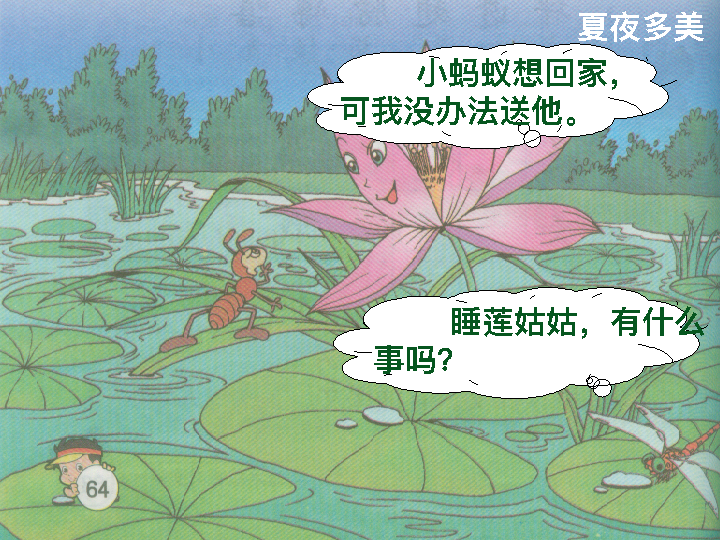 夏夜多美
小蚂蚁想回家，
可我没办法送他。
睡莲姑姑，有什么
事吗?
64